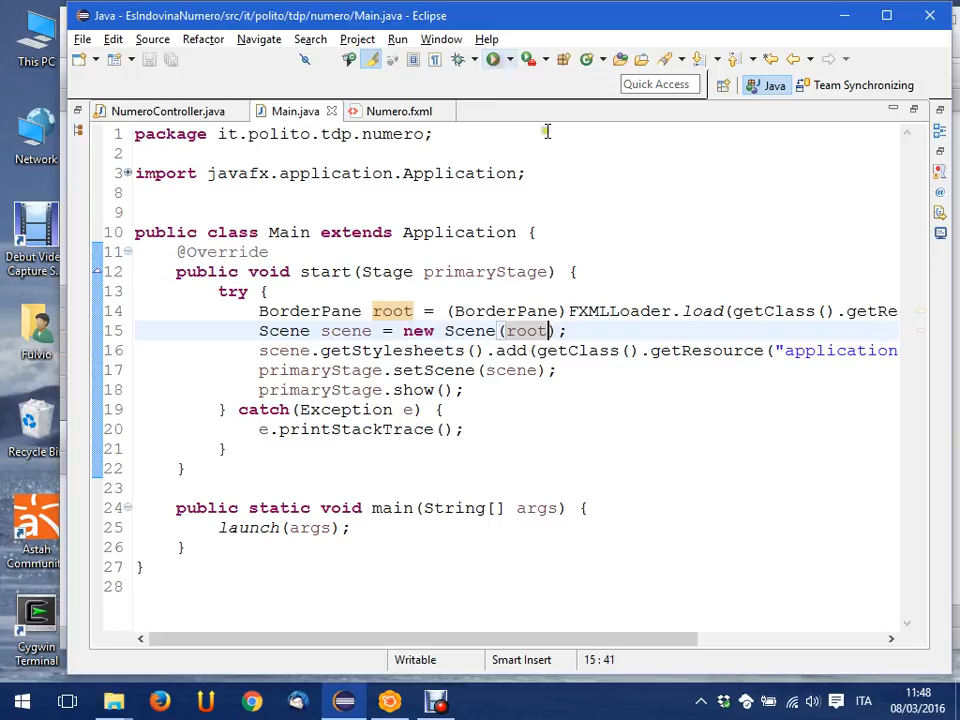 This PC
Network
Debut Vide
Capture S...
Fulvio
Recycle Bi
Astah
Communi
Cygwin
Terminal
Java - EsIndovinaNumero/src/it/polito/tdp/numero/Main.java - Eclipse
File Edit Source Refactor Navigate Search Project Run Window Help
Quick Access
Java
Team Synchronizing
NumeroController.java
Main.java
Numero.fxml
1 package it.polito.tdp.numero;
2
3 import javafx.application.Application;
8
9
10 public class Main extends Application {
11 @Override
12 public void start(Stage primaryStage) {
13 try {
14 BorderPane root = (BorderPane)FXMLLoader.load(getClass().getRe
15 Scene scene = new Scene(root);
16 scene.getStylesheets().add(getClass().getResource("application
17 primaryStage.setScene(scene);
18 primaryStage.show();
19 } catch(Exception e) {
20 e.printStackTrace();
21 }
22 }
23
24 public static void main(String[] args) {
25 launch(args);
26 }
27 }
28
Writable
Smart Insert
15 : 41
ITA
11:48
08/03/2016